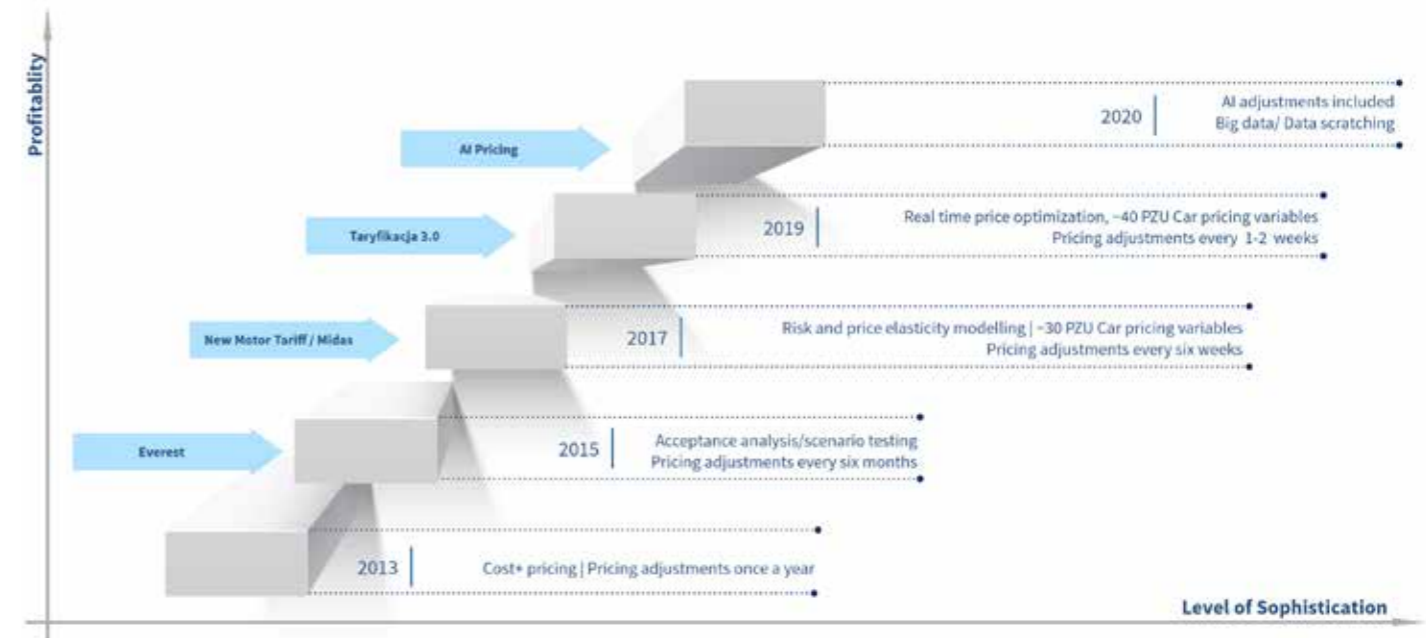 Profitablity
AI Pricing
2020
AI adjustments included
Big data/ Data scratching
Taryfikacja 3.0
2019
Real time price optimization, ~40 PZU Car pricing variables
Pricing adjustments every 1-2 weeks
New Motor Tariff / Midas
2017
Risk and price elasticity modelling | ~30 PZU Car pricing variables
Pricing adjustments every six weeks
Everest
2015
Acceptance analysis/scenario testing
Pricing adjustments every six months
2013
Cost+ pricing | Pricing adjustments once a year
Level of Sophistication